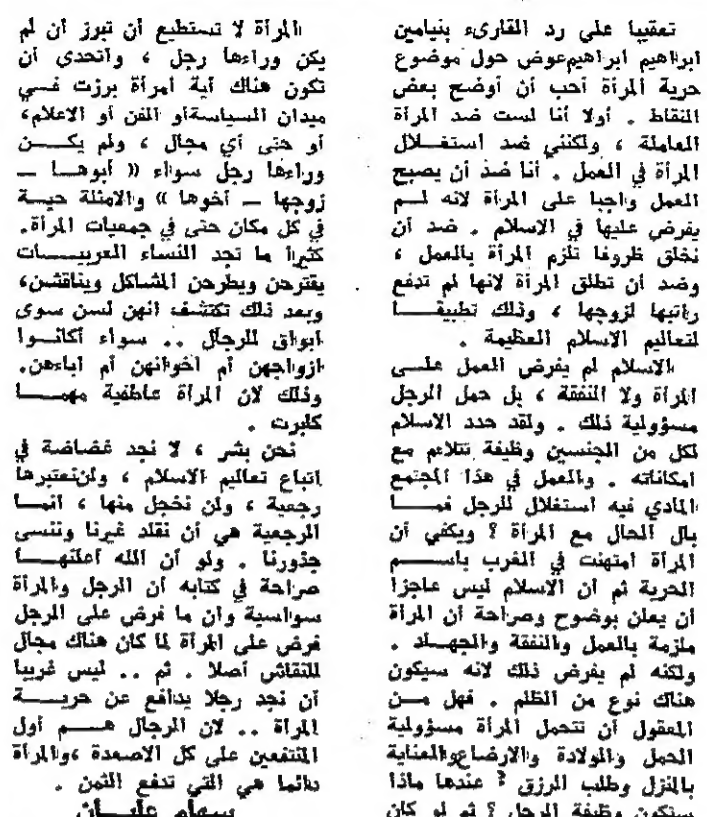 تعقيبا على رد القارىء بنيامين
ابراهيم ابراهيم عوض حول موضوع
حرية المرأة أحب أن أوضح بعض
النقاط . أولا أنا لست ضد المرأة
العاملة ، ولكنني ضد استغلال
المرأة في العمل . أنا ضد أن يصبح
العمل واجبا على المرأة لانه لم
يفرض عليها في الاسلام . ضد أن
نخلق ظروفا تلزم المرأة بالعمل ،
وضد أن تطلق المرأة لانها لم تدفع
راتبها لزوجها ، وذلك تطبيقا
لتعاليم الاسلام العظيمة .
الاسلام لم يفرض العمل على
المرأة ولا النفقة ، بل حمل الرجل
مسؤولية ذلك . ولقد حدد الاسلام
لكل من الجنسين وظيفة تتلاءم مع
امكاناته . والعمل في هذا المجتمع
المادي فيه استغلال للرجل فما
بال الحال مع المرأة ؟ ويكفي أن
المرأة امتهنت في الغرب باسم
الحرية ثم أن الاسلام ليس عاجزا
أن يعلن بوضوح وصراحة أن المرأة
ملزمة بالعمل والنفقة والجهاد .
ولكنه لم يفرض ذلك لانه سيكون
هناك نوع من الظلم . فهل من
المعقول أن تتحمل المرأة مسؤولية
الحمل والولادة والارضاع والعناية
بالمنزل وطلب الرزق ؟ عندها ماذا
ستكون وظيفة الرجل ؟ ثم لو كان
المرأة لا تستطيع أن تبرز أن لم
يكن وراءها رجل ، وأتحدى أن
تكون هناك أية امرأة برزت في
ميدان السياسة أو الفن أو الاعلام،
أو حتى أي مجال ، ولم يكن
وراءها رجل سواء « أبوها ــ
زوجها ــ أخوها » والامثلة حية
في كل مكان حتى في جمعيات المرأة.
كثيرا ما تجد النساء العربيات
يقترحن ويطرحن المشاكل ويناقشن،
وبعد ذلك تكتشف انهن لسن سوى
أبواق للرجال .. سواء أكانوا
أزواجهن أم أخوانهن أم أباءهن.
وذلك لان المرأة عاطفية مهما
كابرت .
نحن بشر ، لا نجد غضاضة في
اتباع تعاليم الاسلام ، ولن نعتبرها
رجعية ، ولن نخجل منها ، انما
الرجعية هي أن نقلد غيرنا وننسى
جذورنا . ولو أن الله أعلنها
صراحة في كتابه أن الرجل والمرأة
سواسية وان ما فرض على الرجل
فرض على المرأة لما كان هناك مجال
للنقاش أصلا . ثم .. ليس غريبا
أن نجد رجلا يدافع عن حرية
المرأة .. لان الرجال هم أول
المنتفعين على كل الاصعدة ،والمرأة
دائما هي التي تدفع الثمن .
سهام عليان